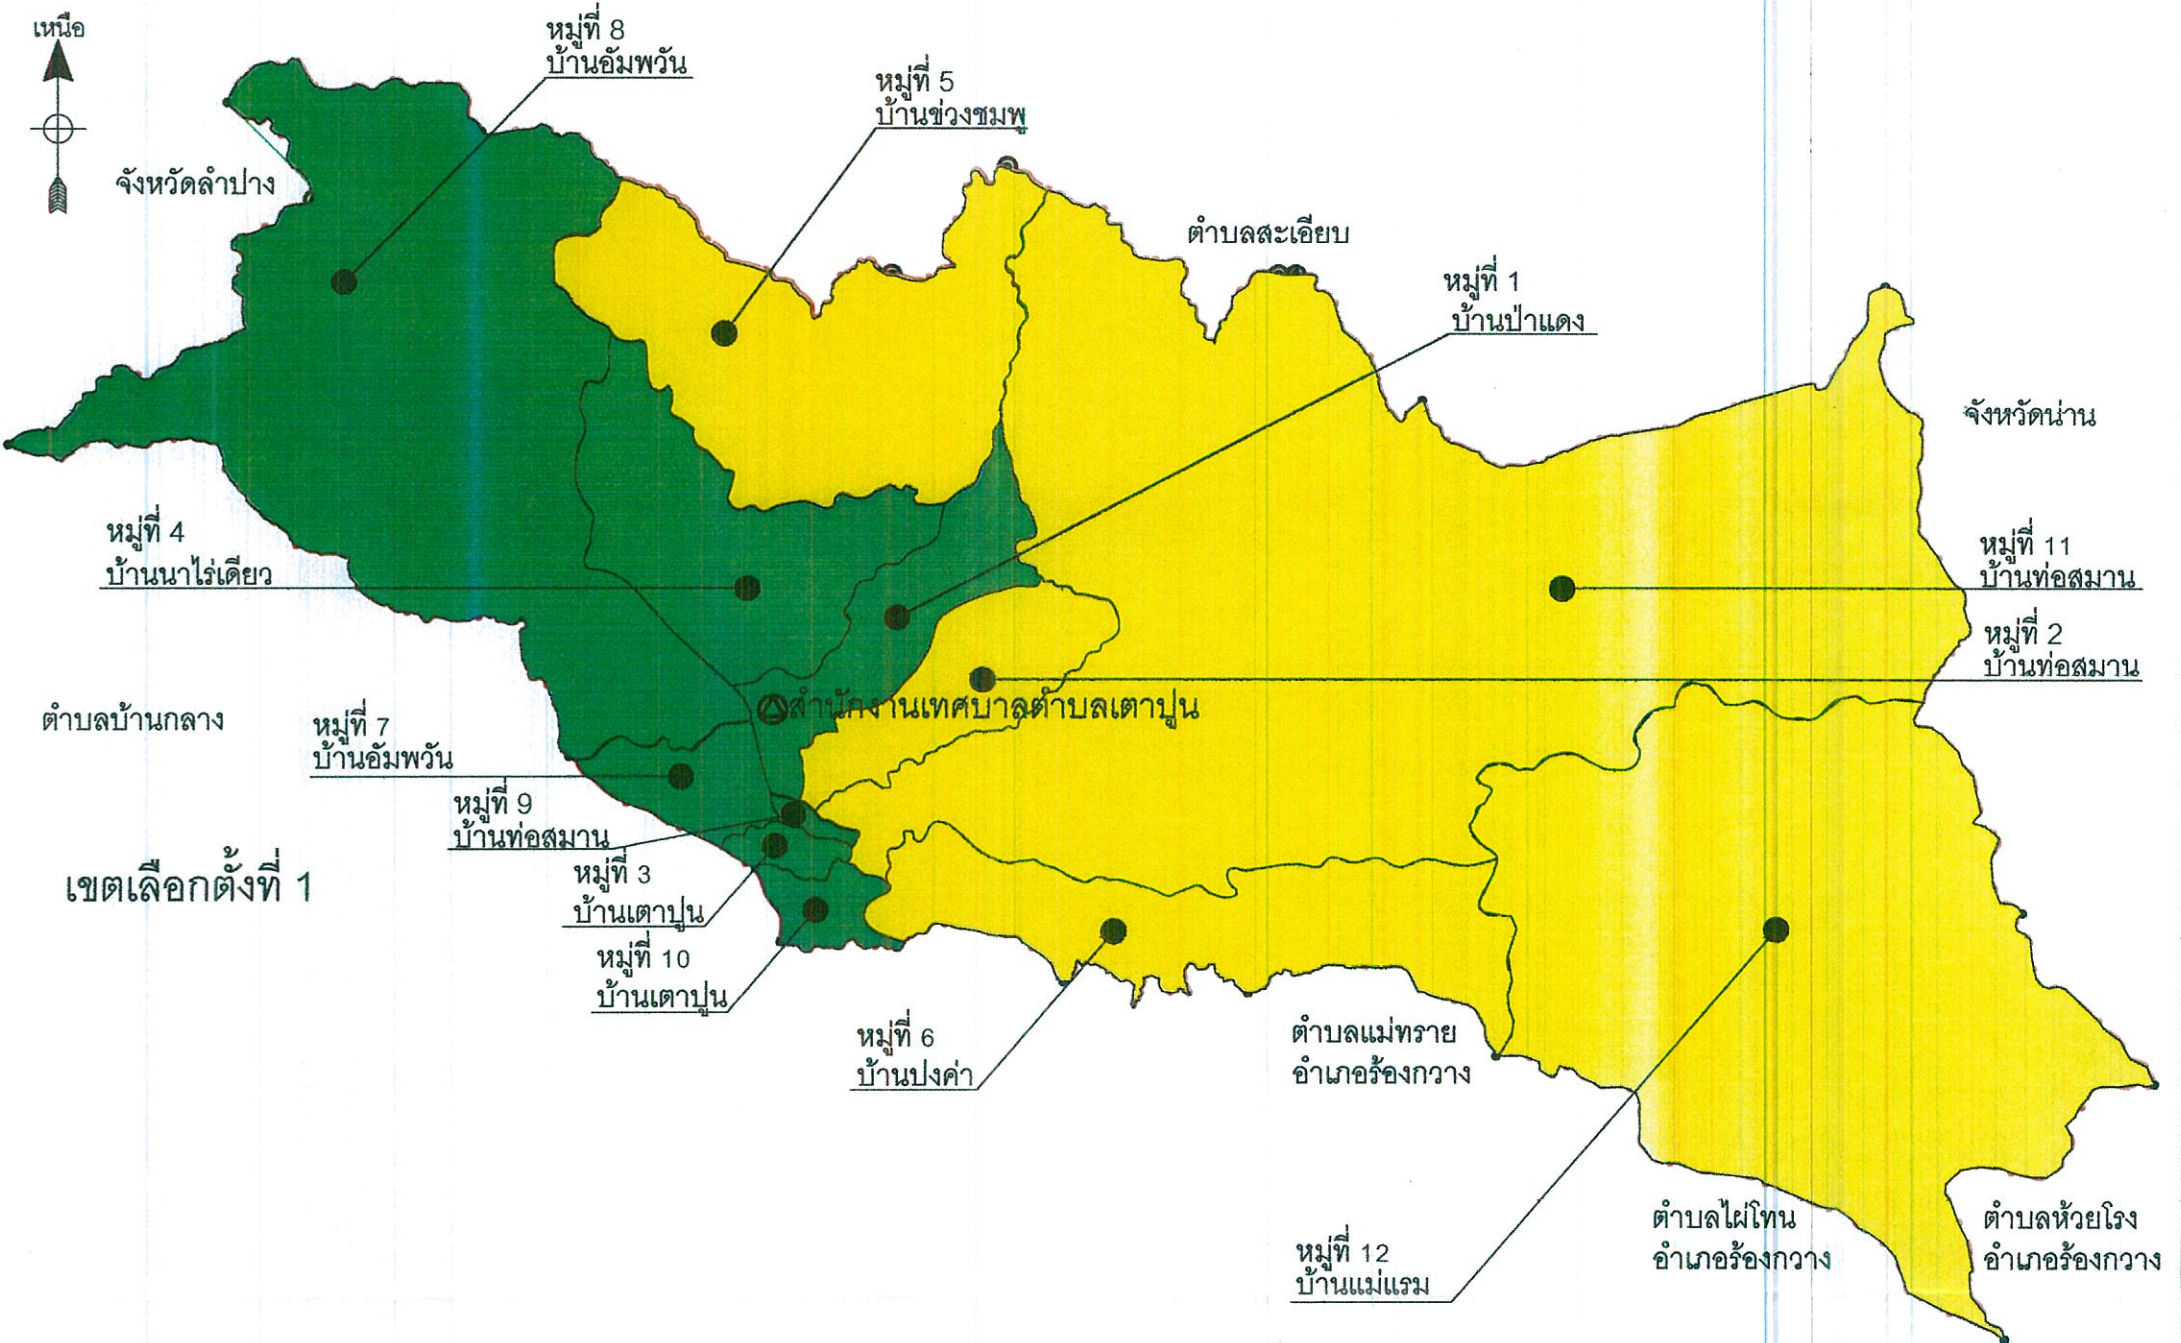 เหนือ
หมู่ที่ 8
บ้านอัมพวัน
หมู่ที่ 5
บ้านข่วงชมพู
จังหวัดลำปาง
ตำบลสะเอียบ
หมู่ที่ 1
บ้านป่าแดง
จังหวัดน่าน
หมู่ที่ 4
บ้านนาไร่เดียว
หมู่ที่ 11
บ้านท่อสมาน
หมู่ที่ 2
บ้านท่อสมาน
สำนักงานเทศบาลตำบลเตาปูน
ตำบลบ้านกลาง
หมู่ที่ 7
บ้านอัมพวัน
หมู่ที่ 9
บ้านท่อสมาน
เขตเลือกตั้งที่ 1
หมู่ที่ 3
บ้านเตาปูน
หมู่ที่ 10
บ้านเตาปูน
หมู่ที่ 6
บ้านปงค่า
ตำบลแม่ทราย
อำเภอร้องกวาง
หมู่ที่ 12
บ้านแม่แรม
ตำบลไผ่โทน
อำเภอร้องกวาง
ตำบลห้วยโรง
อำเภอร้องกวาง